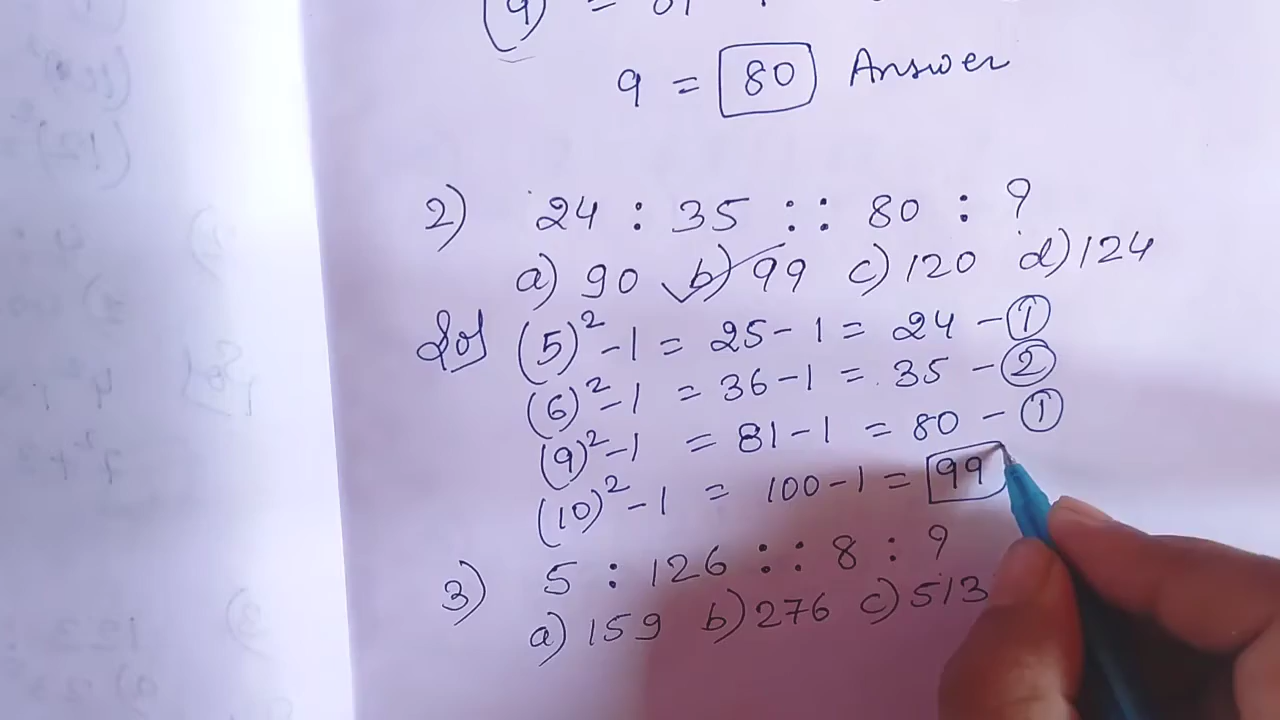 9 = 80 Answer
2) 24 : 35 :: 80 : ?
a) 90 b) 99 c) 120 d) 124
Sol (5)² - 1 = 25 - 1 = 24 - ①
(6)² - 1 = 36 - 1 = 35 - ②
(9)² - 1 = 81 - 1 = 80 - ①
(10)² - 1 = 100 - 1 = 99
3) 5 : 126 :: 8 : ?
a) 159 b) 276 c) 513